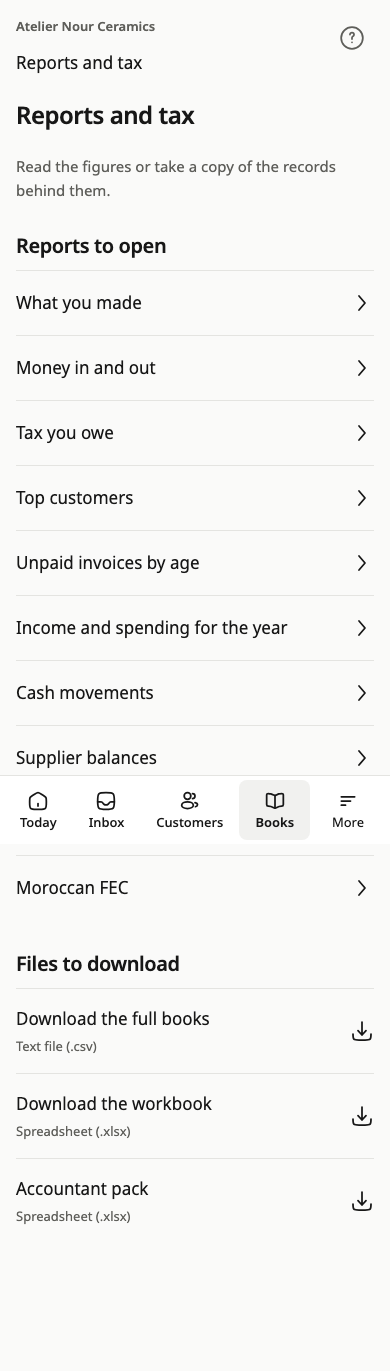 Atelier Nour Ceramics
Reports and tax
Reports and tax
Read the figures or take a copy of the records
behind them.
Reports to open
What you made
Money in and out
Tax you owe
Top customers
Unpaid invoices by age
Income and spending for the year
Cash movements
Supplier balances
Today
Inbox
Customers
Books
More
Moroccan FEC
Files to download
Download the full books
Text file (.csv)
Download the workbook
Spreadsheet (.xlsx)
Accountant pack
Spreadsheet (.xlsx)